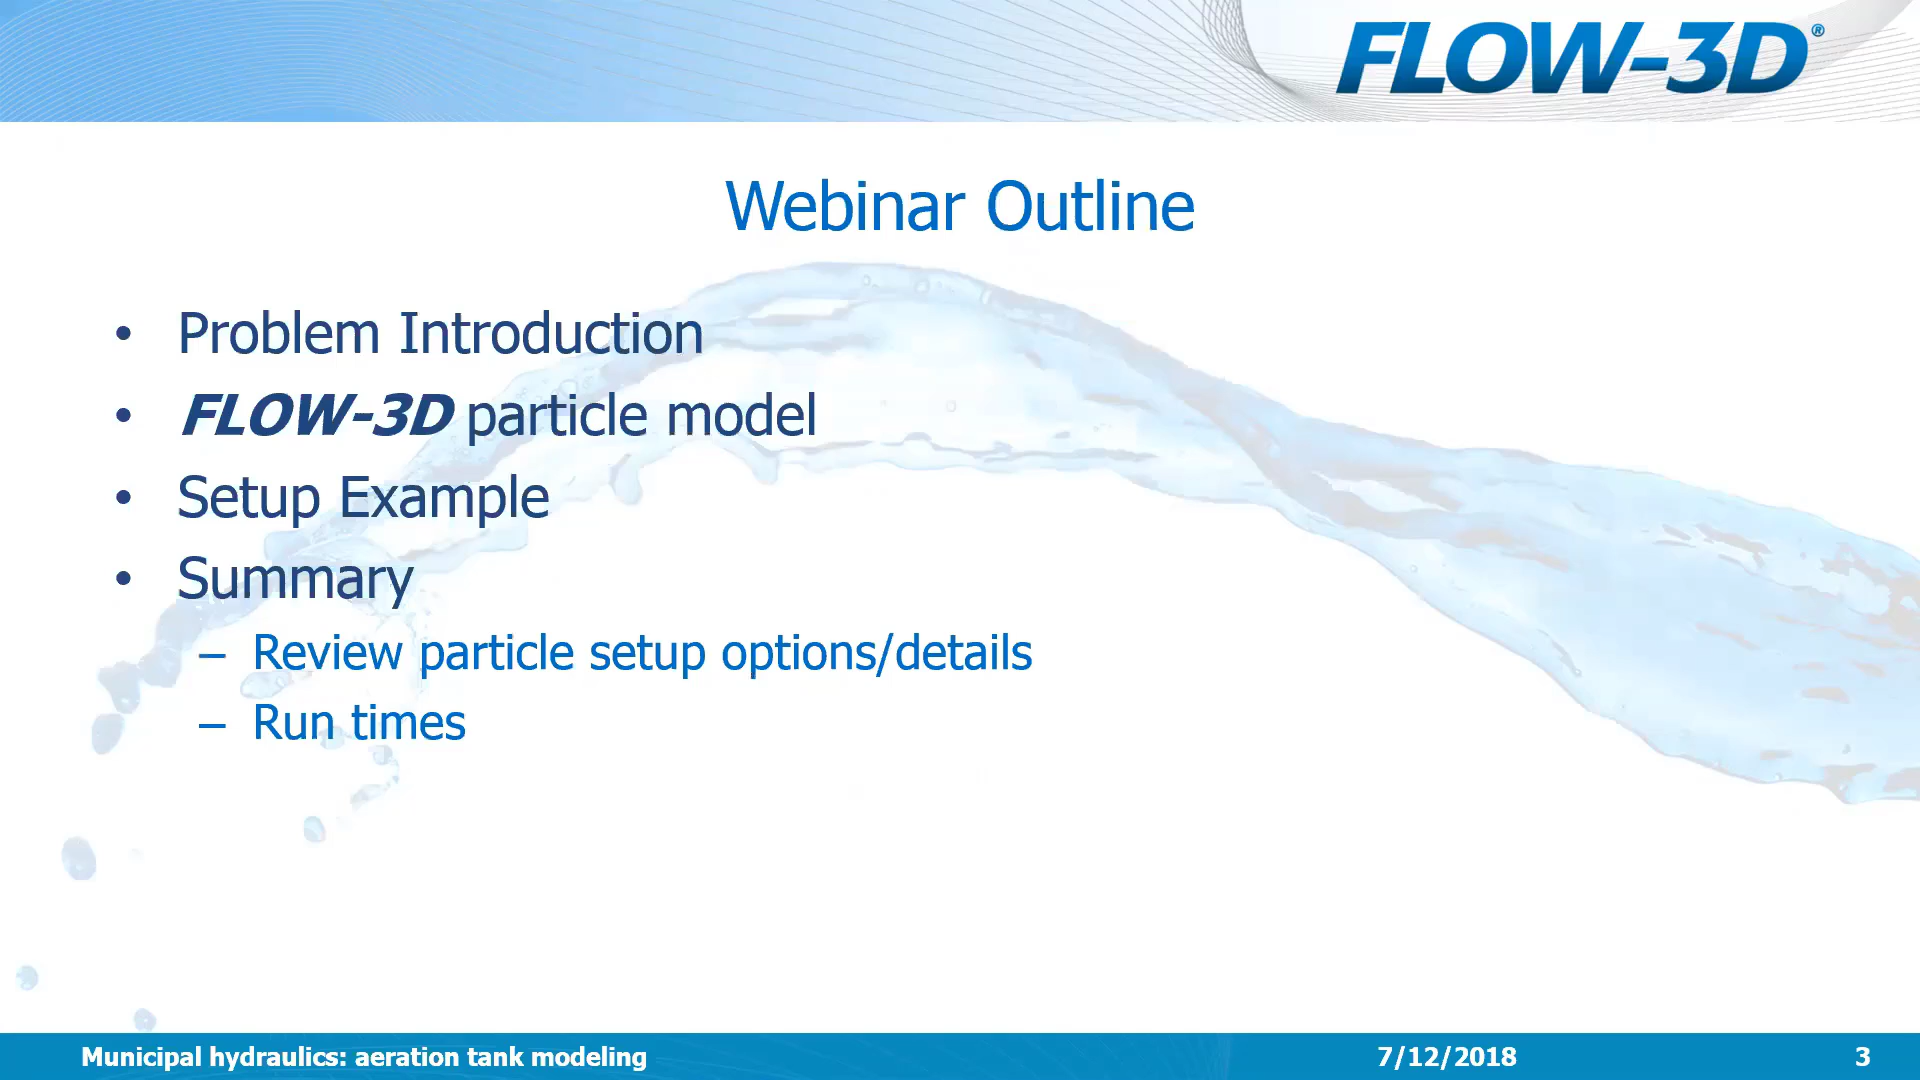 FLOW-3D®
Webinar Outline
• Problem Introduction
• FLOW-3D particle model
• Setup Example
• Summary
– Review particle setup options/details
– Run times
Municipal hydraulics: aeration tank modeling 7/12/2018 3